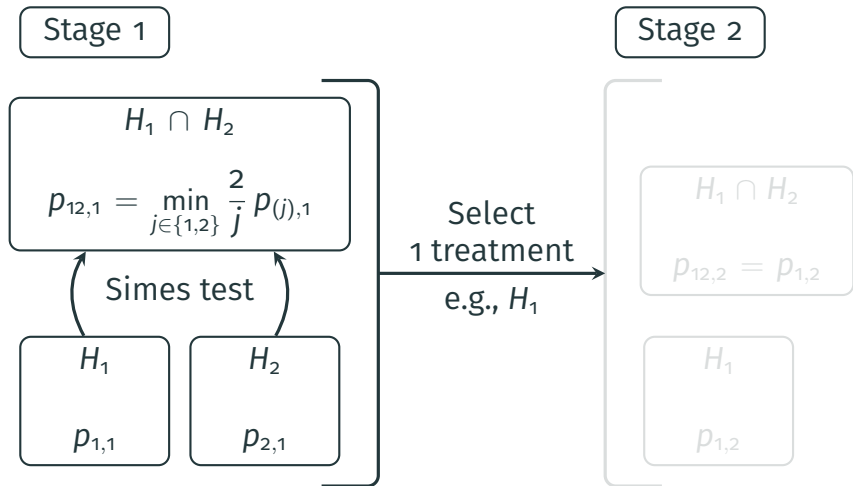 Stage 1
H₁ ∩ H₂
p₁₂,₁ = min_{j∈{1,2}} 2/j p₍ⱼ₎,₁
Simes test
H₁
p₁,₁
H₂
p₂,₁
Select
1 treatment
e.g., H₁
Stage 2
H₁ ∩ H₂
p₁₂,₂ = p₁,₂
H₁
p₁,₂